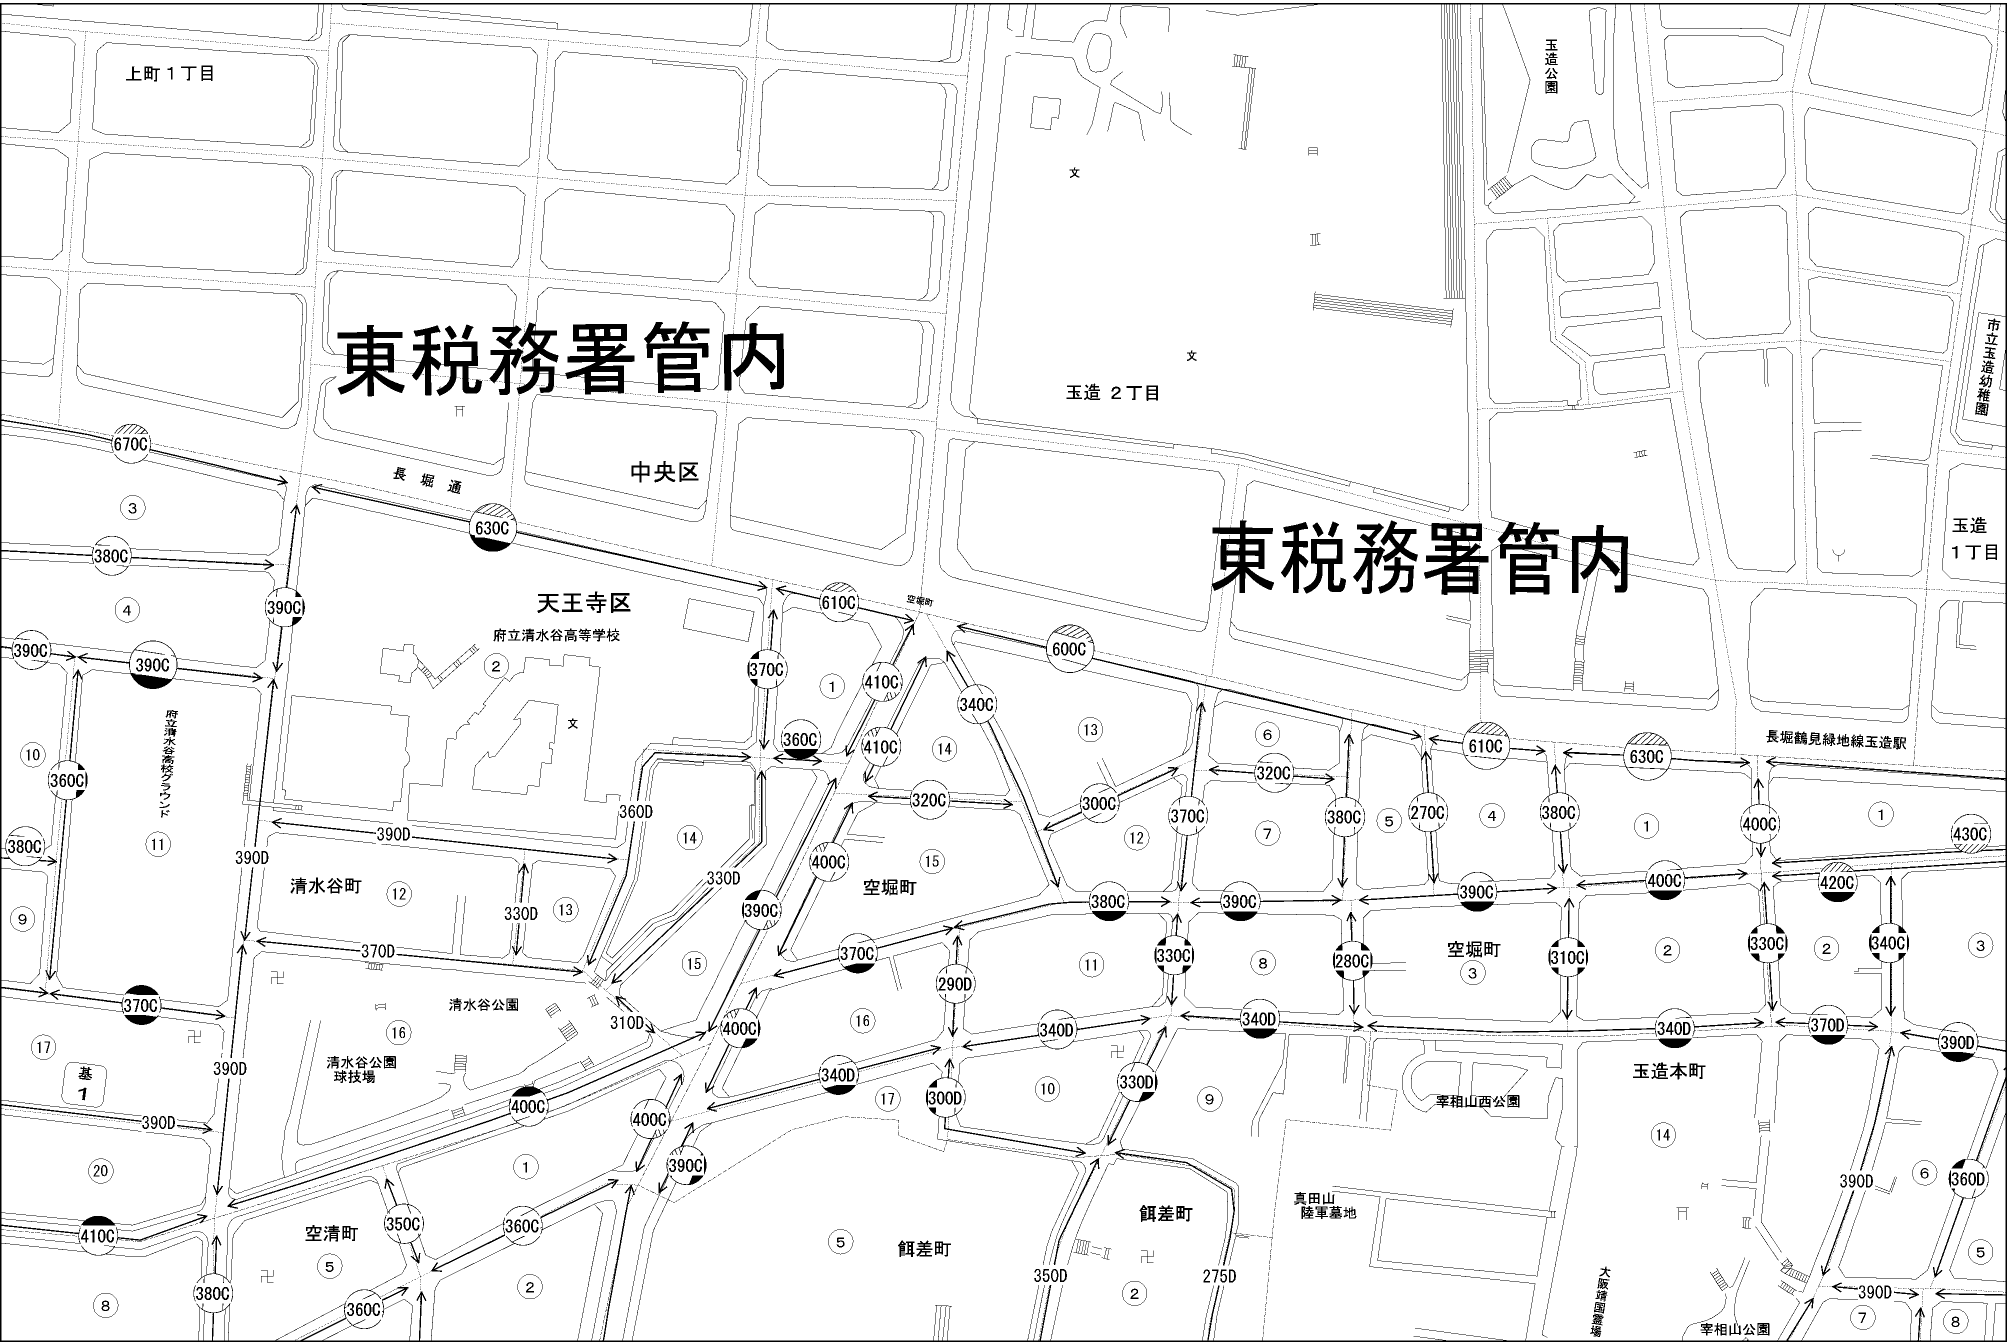 上町1丁目
玉造公園
文
文
東税務署管内
玉造 2丁目
市立玉造幼稚園
670C
長堀通
中央区
3
630C
東税務署管内
玉造
1丁目
380C
4
390C
天王寺区
610C
空堀町
府立清水谷高等学校
2
600C
390C
390C
370C
1
410C
340C
府立清水谷高校グラウンド
文
360C
410C
14
13
6
610C
630C
長堀鶴見緑地線玉造駅
10
360C
320C
320C
300C
360D
370C
380C
5
270C
4
380C
1
400C
1
430C
380C
11
390D
390D
14
400C
15
12
7
清水谷町
12
330D
空堀町
390C
400C
420C
9
330D
13
390C
380C
390C
370D
370C
330C
280C
空堀町
310C
2
330C
2
340C
3
15
290D
11
8
3
370C
清水谷公園
16
310D
400C
16
340D
340D
340D
370D
390D
17
清水谷公園
球技場
基
1
390D
340D
330D
玉造本町
400C
400C
17
300D
10
9
宰相山西公園
390D
14
20
1
390C
390D
6
360D
410C
空清町
350C
360C
真田山
陸軍墓地
餌差町
5
5
餌差町
5
380C
8
360C
2
350D
2
275D
大阪靖国霊場
宰相山公園
390D
7
8